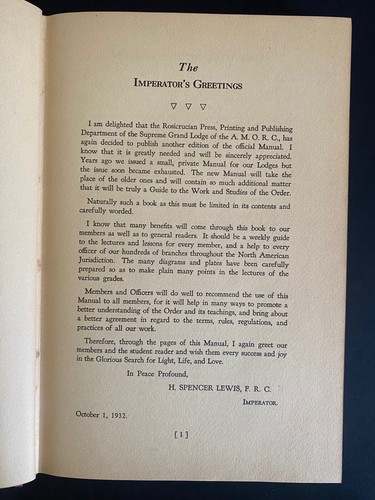 The
IMPERATOR'S GREETINGS
▽ ▽ ▽
I am delighted that the Rosicrucian Press, Printing and Publishing
Department of the Supreme Grand Lodge of the A. M. O. R. C., has
again decided to publish another edition of the official Manual. I
know that it is greatly needed and will be sincerely appreciated.
Years ago we issued a small, private Manual for our Lodges but
the issue soon became exhausted. The new Manual will take the
place of the older ones and will contain so much additional matter
that it will be truly a Guide to the Work and Studies of the Order.
Naturally such a book as this must be limited in its contents and
carefully worded.
I know that many benefits will come through this book to our
members as well as to general readers. It should be a weekly guide
to the lectures and lessons for every member, and a help to every
officer of our hundreds of branches throughout the North American
Jurisdiction. The many diagrams and plates have been carefully
prepared so as to make plain many points in the lectures of the
various grades.
Members and Officers will do well to recommend the use of this
Manual to all members, for it will help in many ways to promote a
better understanding of the Order and its teachings, and bring about
a better agreement in regard to the terms, rules, regulations, and
practices of all our work.
Therefore, through the pages of this Manual, I again greet our
members and the student reader and wish them every success and joy
in the Glorious Search for Light, Life, and Love.
In Peace Profound,
H. SPENCER LEWIS, F. R. C.
IMPERATOR.
October 1, 1932.
[ 1 ]